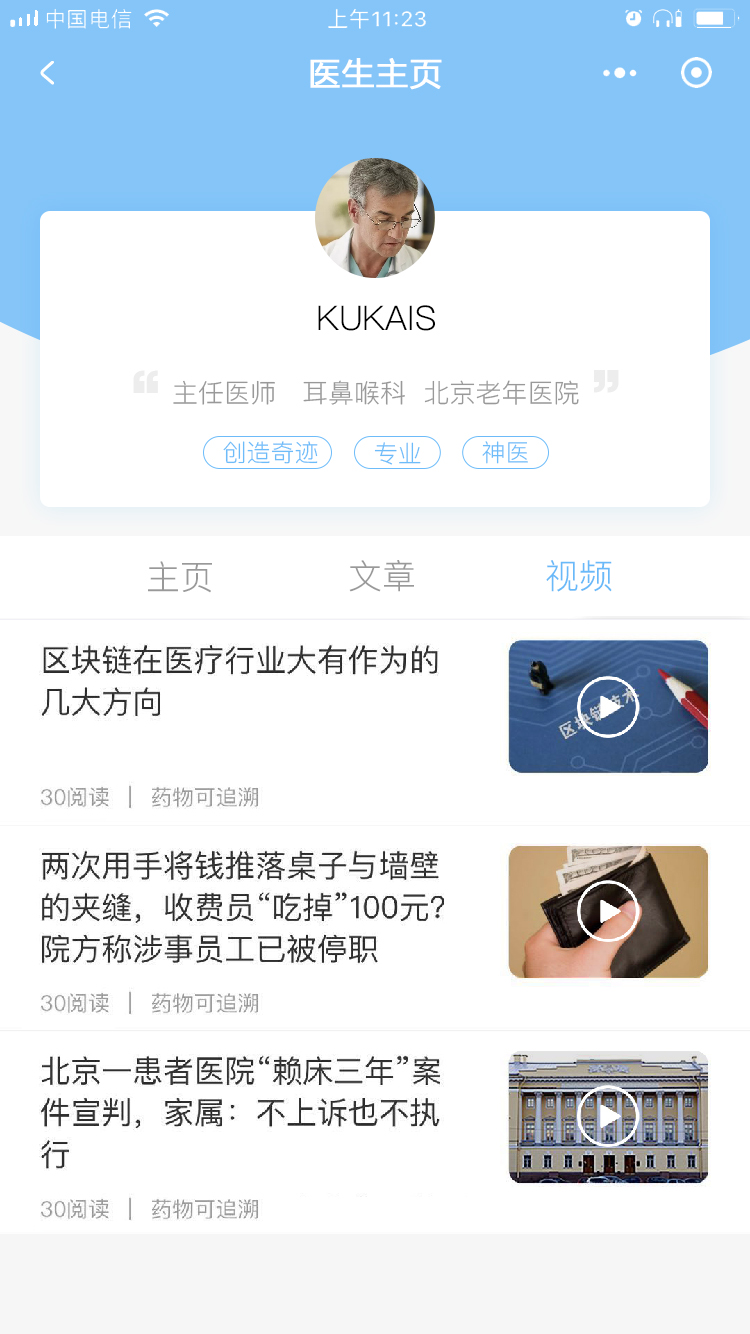 中国电信
上午11:23
医生主页
KUKAIS
“ 主任医师 耳鼻喉科 北京老年医院 ”
创造奇迹 专业 神医
主页 文章 视频
区块链在医疗行业大有作为的
几大方向
区块链技术
30阅读 | 药物可追溯
两次用手将钱推落桌子与墙壁
的夹缝，收费员“吃掉”100元?
院方称涉事员工已被停职
30阅读 | 药物可追溯
北京一患者医院“赖床三年”案
件宣判，家属：不上诉也不执
行
30阅读 | 药物可追溯